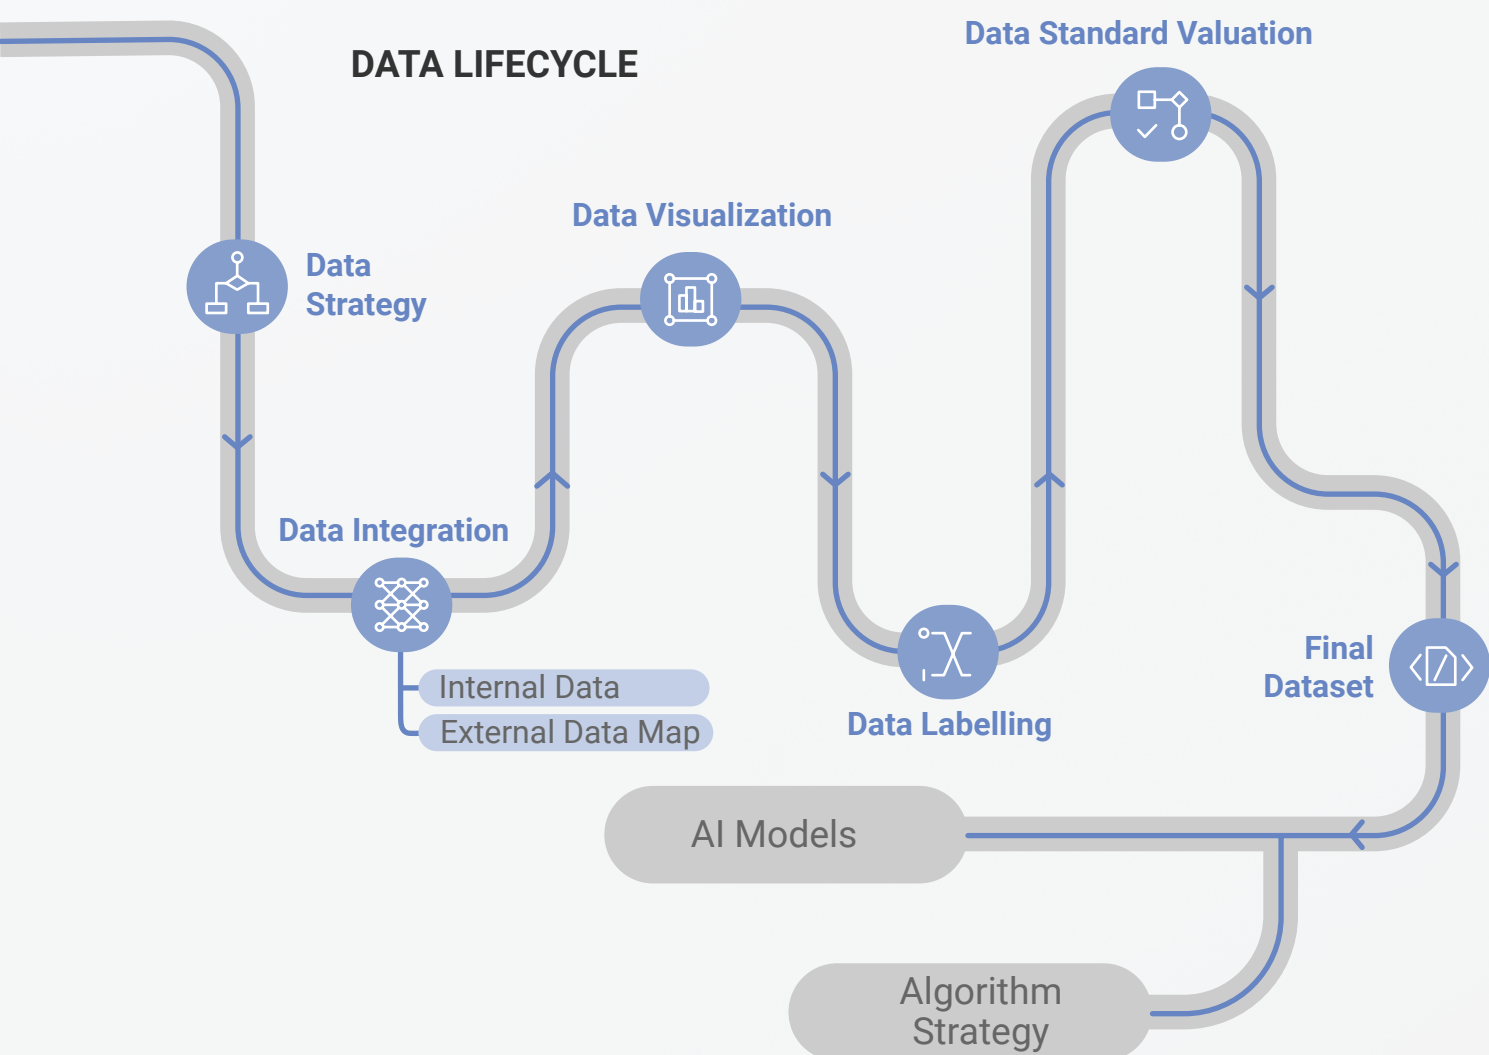 DATA LIFECYCLE
Data Standard Valuation
Data Visualization
Data
Strategy
Data Integration
Internal Data
External Data Map
Data Labelling
Final
Dataset
AI Models
Algorithm
Strategy